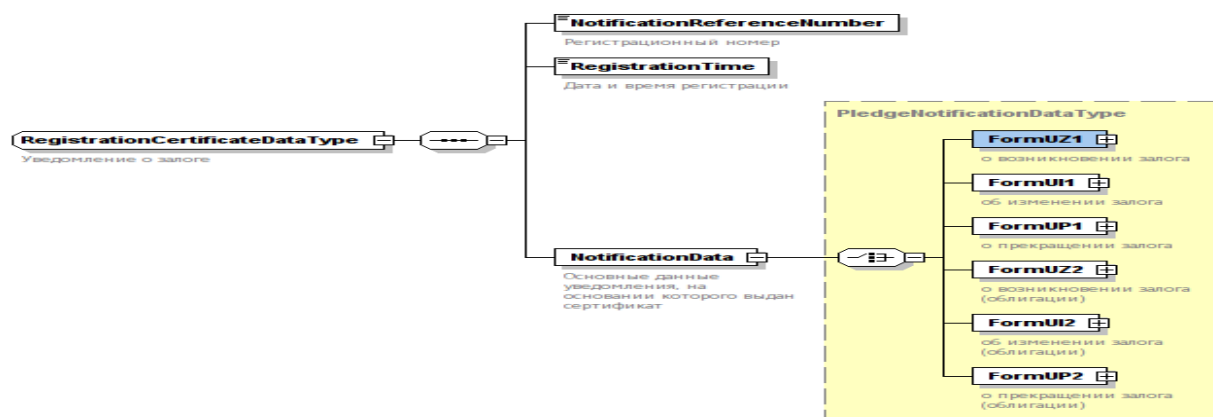 NotificationReferenceNumber
Регистрационный номер
RegistrationTime
Дата и время регистрации
RegistrationCertificateDataType
Уведомление о залоге
NotificationData
Основные данные
уведомления, на
основании которого выдан
сертификат
PledgeNotificationDataType
FormUZ1
о возникновении залога
FormUI1
об изменении залога
FormUP1
о прекращении залога
FormUZ2
о возникновении залога
(облигации)
FormUI2
об изменении залога
(облигации)
FormUP2
о прекращении залога
(облигации)